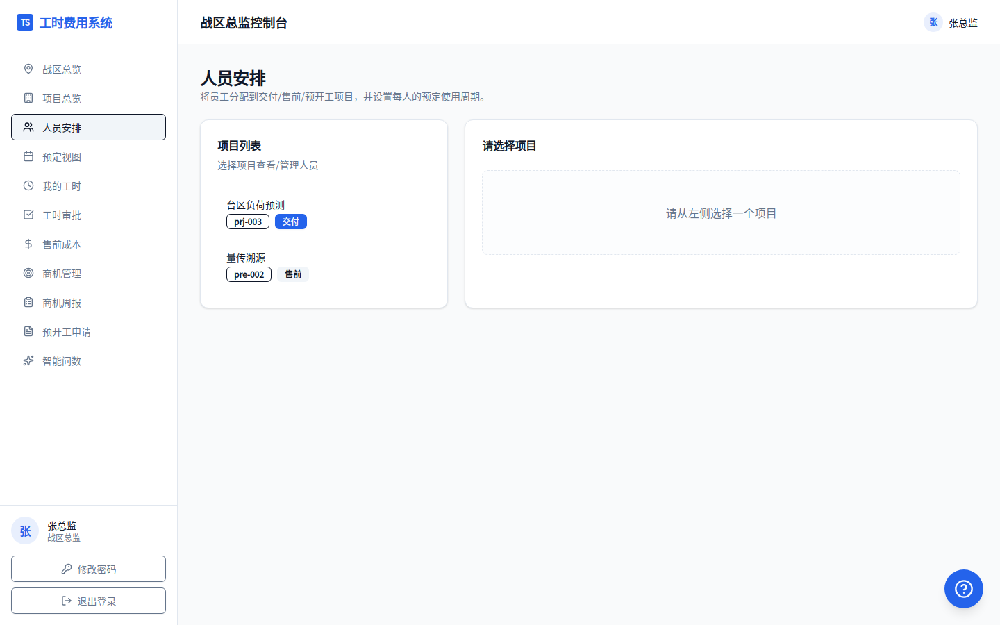 TS 工时费用系统
战区总览
项目总览
人员安排
预定视图
我的工时
工时审批
售前成本
商机管理
商机周报
预开工申请
智能问数
张
张总监
战区总监
修改密码
退出登录
战区总监控制台
张 张总监
人员安排
将员工分配到交付/售前/预开工项目，并设置每人的预定使用周期。
项目列表
选择项目查看/管理人员
台区负荷预测
prj-003 交付
量传溯源
pre-002 售前
请选择项目
请从左侧选择一个项目